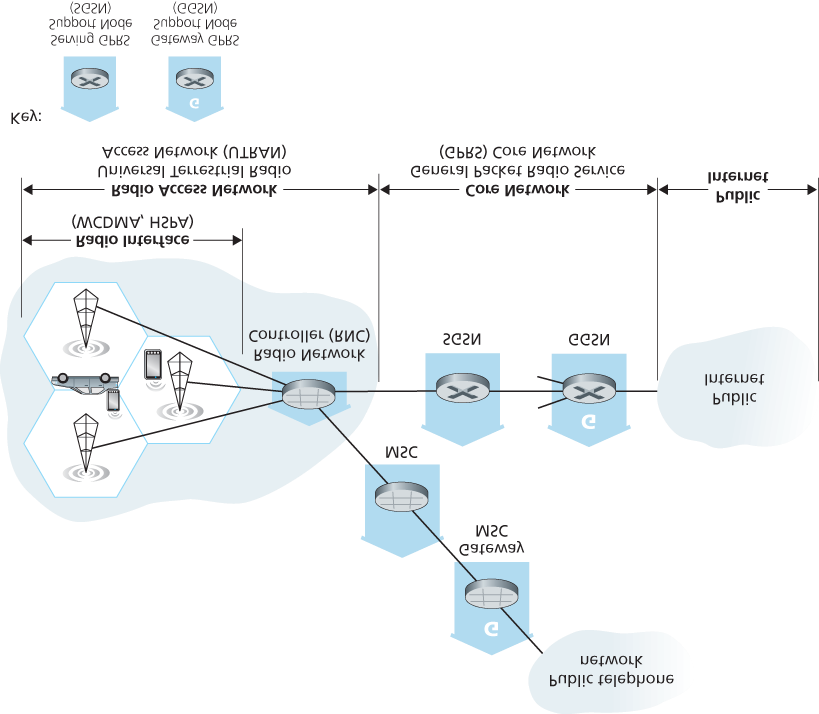 Public telephone
network
G
Gateway
MSC
MSC
G
Public
Internet
Radio Network
Controller (RNC)
SGSN
GGSN
Radio Interface
(WCDMA, HSPA)
Radio Access Network
Universal Terrestrial Radio
Access Network (UTRAN)
Core Network
General Packet Radio Service
(GPRS) Core Network
Public
Internet
Key:
G
Serving GPRS
Support Node
(SGSN)
Gateway GPRS
Support Node
(GGSN)